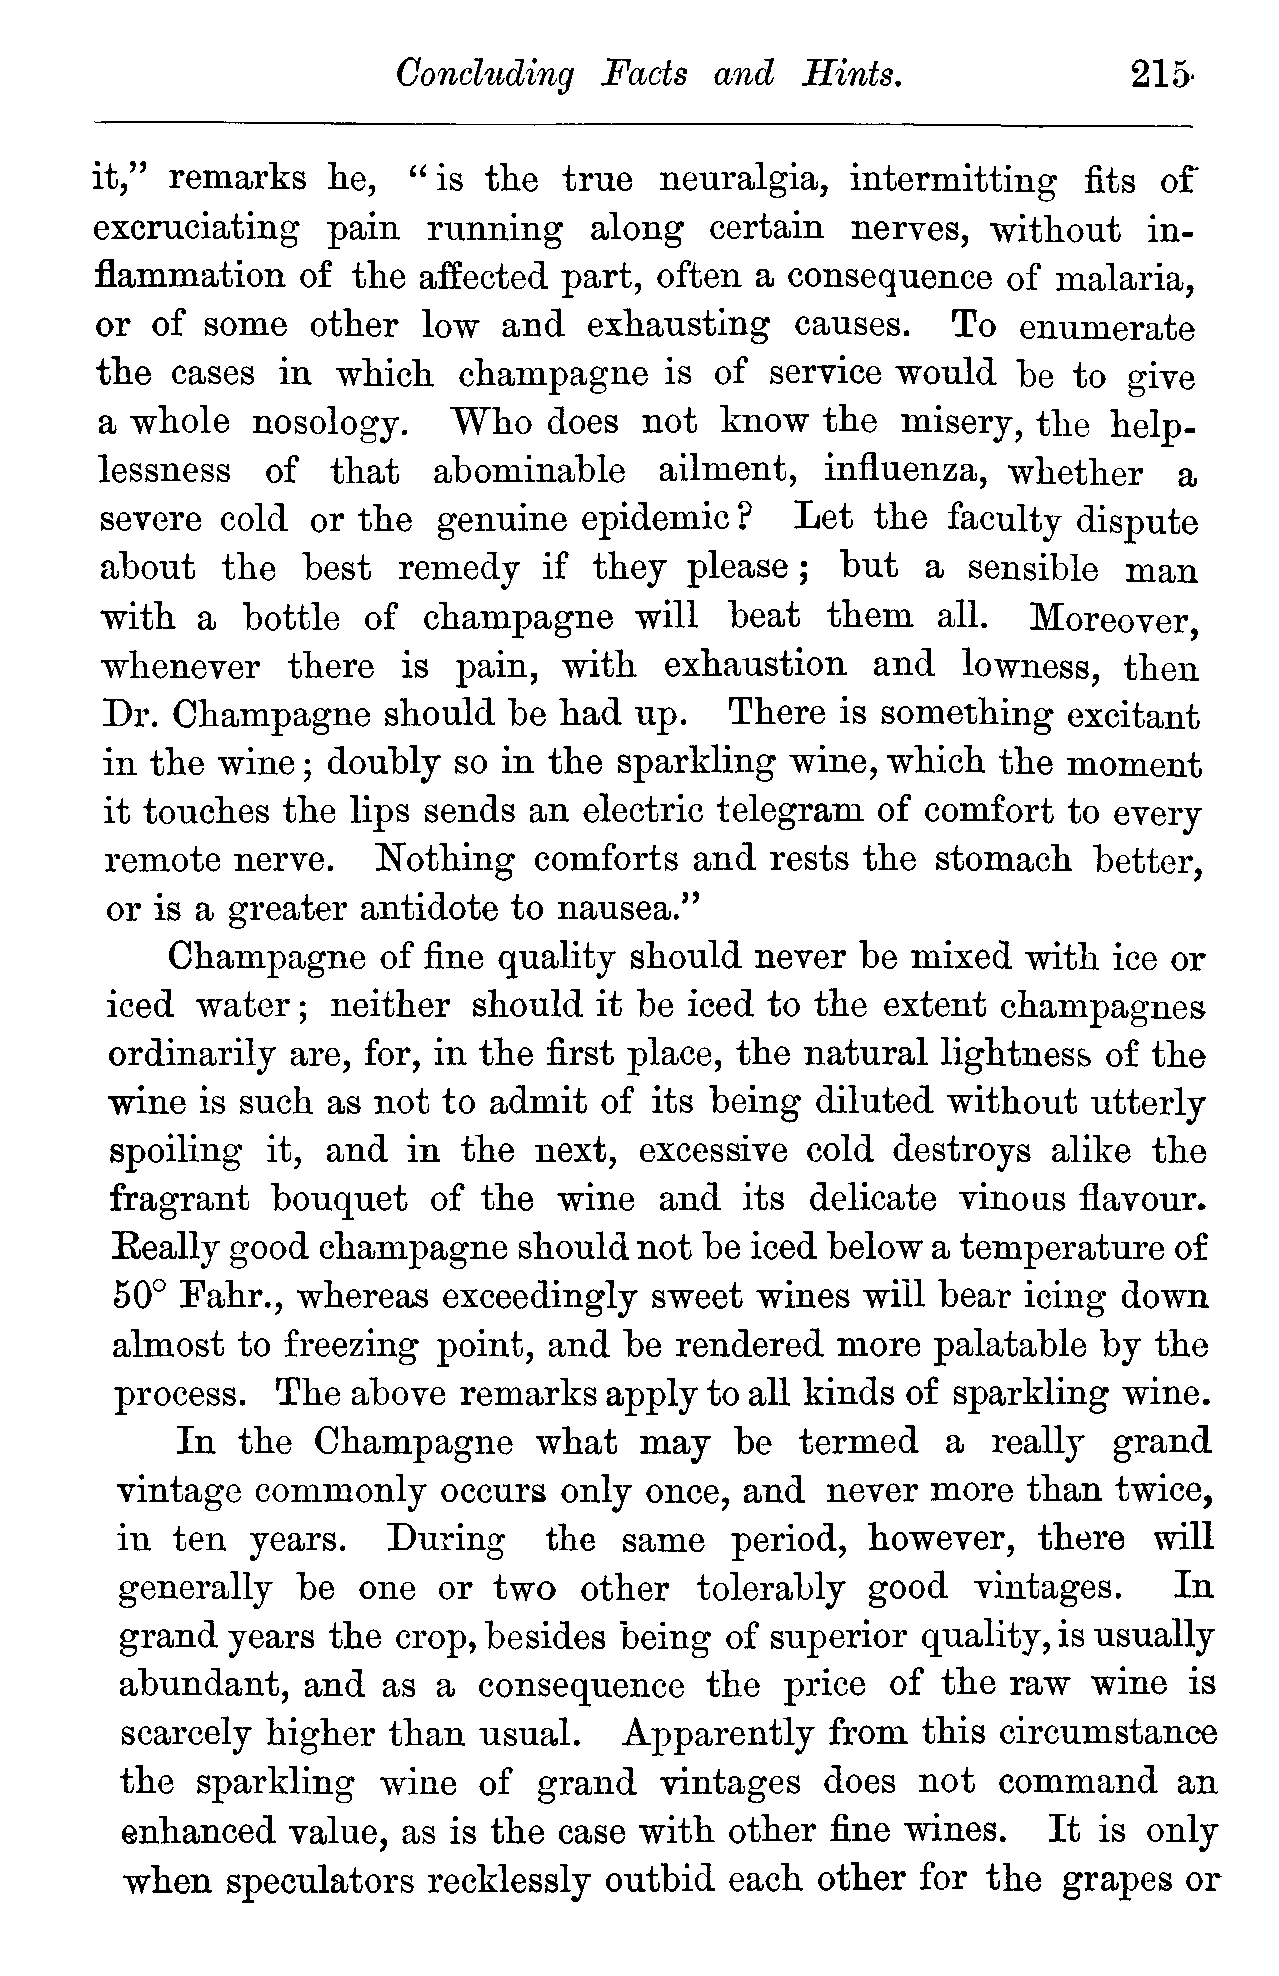 Concluding Facts and Hints. 215
it,” remarks he, “is the true neuralgia, intermitting fits of
excruciating pain running along certain nerves, without in-
flammation of the affected part, often a consequence of malaria,
or of some other low and exhausting causes. To enumerate
the cases in which champagne is of service would be to give
a whole nosology. Who does not know the misery, the help-
lessness of that abominable ailment, influenza, whether a
severe cold or the genuine epidemic? Let the faculty dispute
about the best remedy if they please; but a sensible man
with a bottle of champagne will beat them all. Moreover,
whenever there is pain, with exhaustion and lowness, then
Dr. Champagne should be had up. There is something excitant
in the wine; doubly so in the sparkling wine, which the moment
it touches the lips sends an electric telegram of comfort to every
remote nerve. Nothing comforts and rests the stomach better,
or is a greater antidote to nausea.”
Champagne of fine quality should never be mixed with ice or
iced water; neither should it be iced to the extent champagnes
ordinarily are, for, in the first place, the natural lightness of the
wine is such as not to admit of its being diluted without utterly
spoiling it, and in the next, excessive cold destroys alike the
fragrant bouquet of the wine and its delicate vinous flavour.
Really good champagne should not be iced below a temperature of
50° Fahr., whereas exceedingly sweet wines will bear icing down
almost to freezing point, and be rendered more palatable by the
process. The above remarks apply to all kinds of sparkling wine.
In the Champagne what may be termed a really grand
vintage commonly occurs only once, and never more than twice,
in ten years. During the same period, however, there will
generally be one or two other tolerably good vintages. In
grand years the crop, besides being of superior quality, is usually
abundant, and as a consequence the price of the raw wine is
scarcely higher than usual. Apparently from this circumstance
the sparkling wine of grand vintages does not command an
enhanced value, as is the case with other fine wines. It is only
when speculators recklessly outbid each other for the grapes or